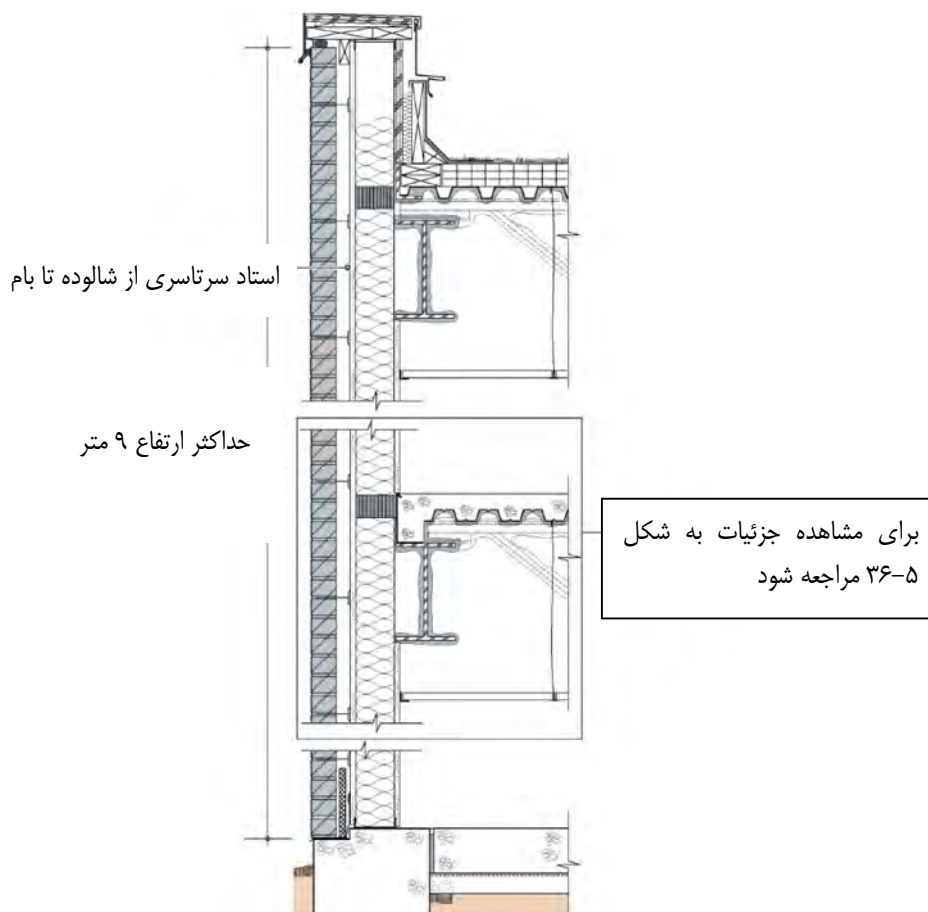 استاد سرتاسری از شالوده تا بام
حداکثر ارتفاع ۹ متر
برای مشاهده جزئیات به شکل
۳۶-۵ مراجعه شود